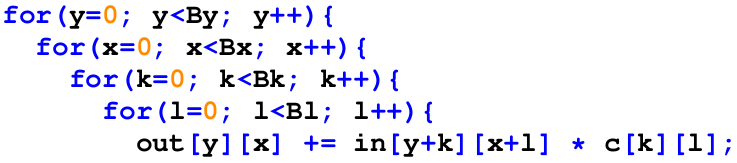 for(y=0; y<By; y++){
  for(x=0; x<Bx; x++){
    for(k=0; k<Bk; k++){
      for(l=0; l<Bl; l++){
        out[y][x] += in[y+k][x+l] * c[k][l];